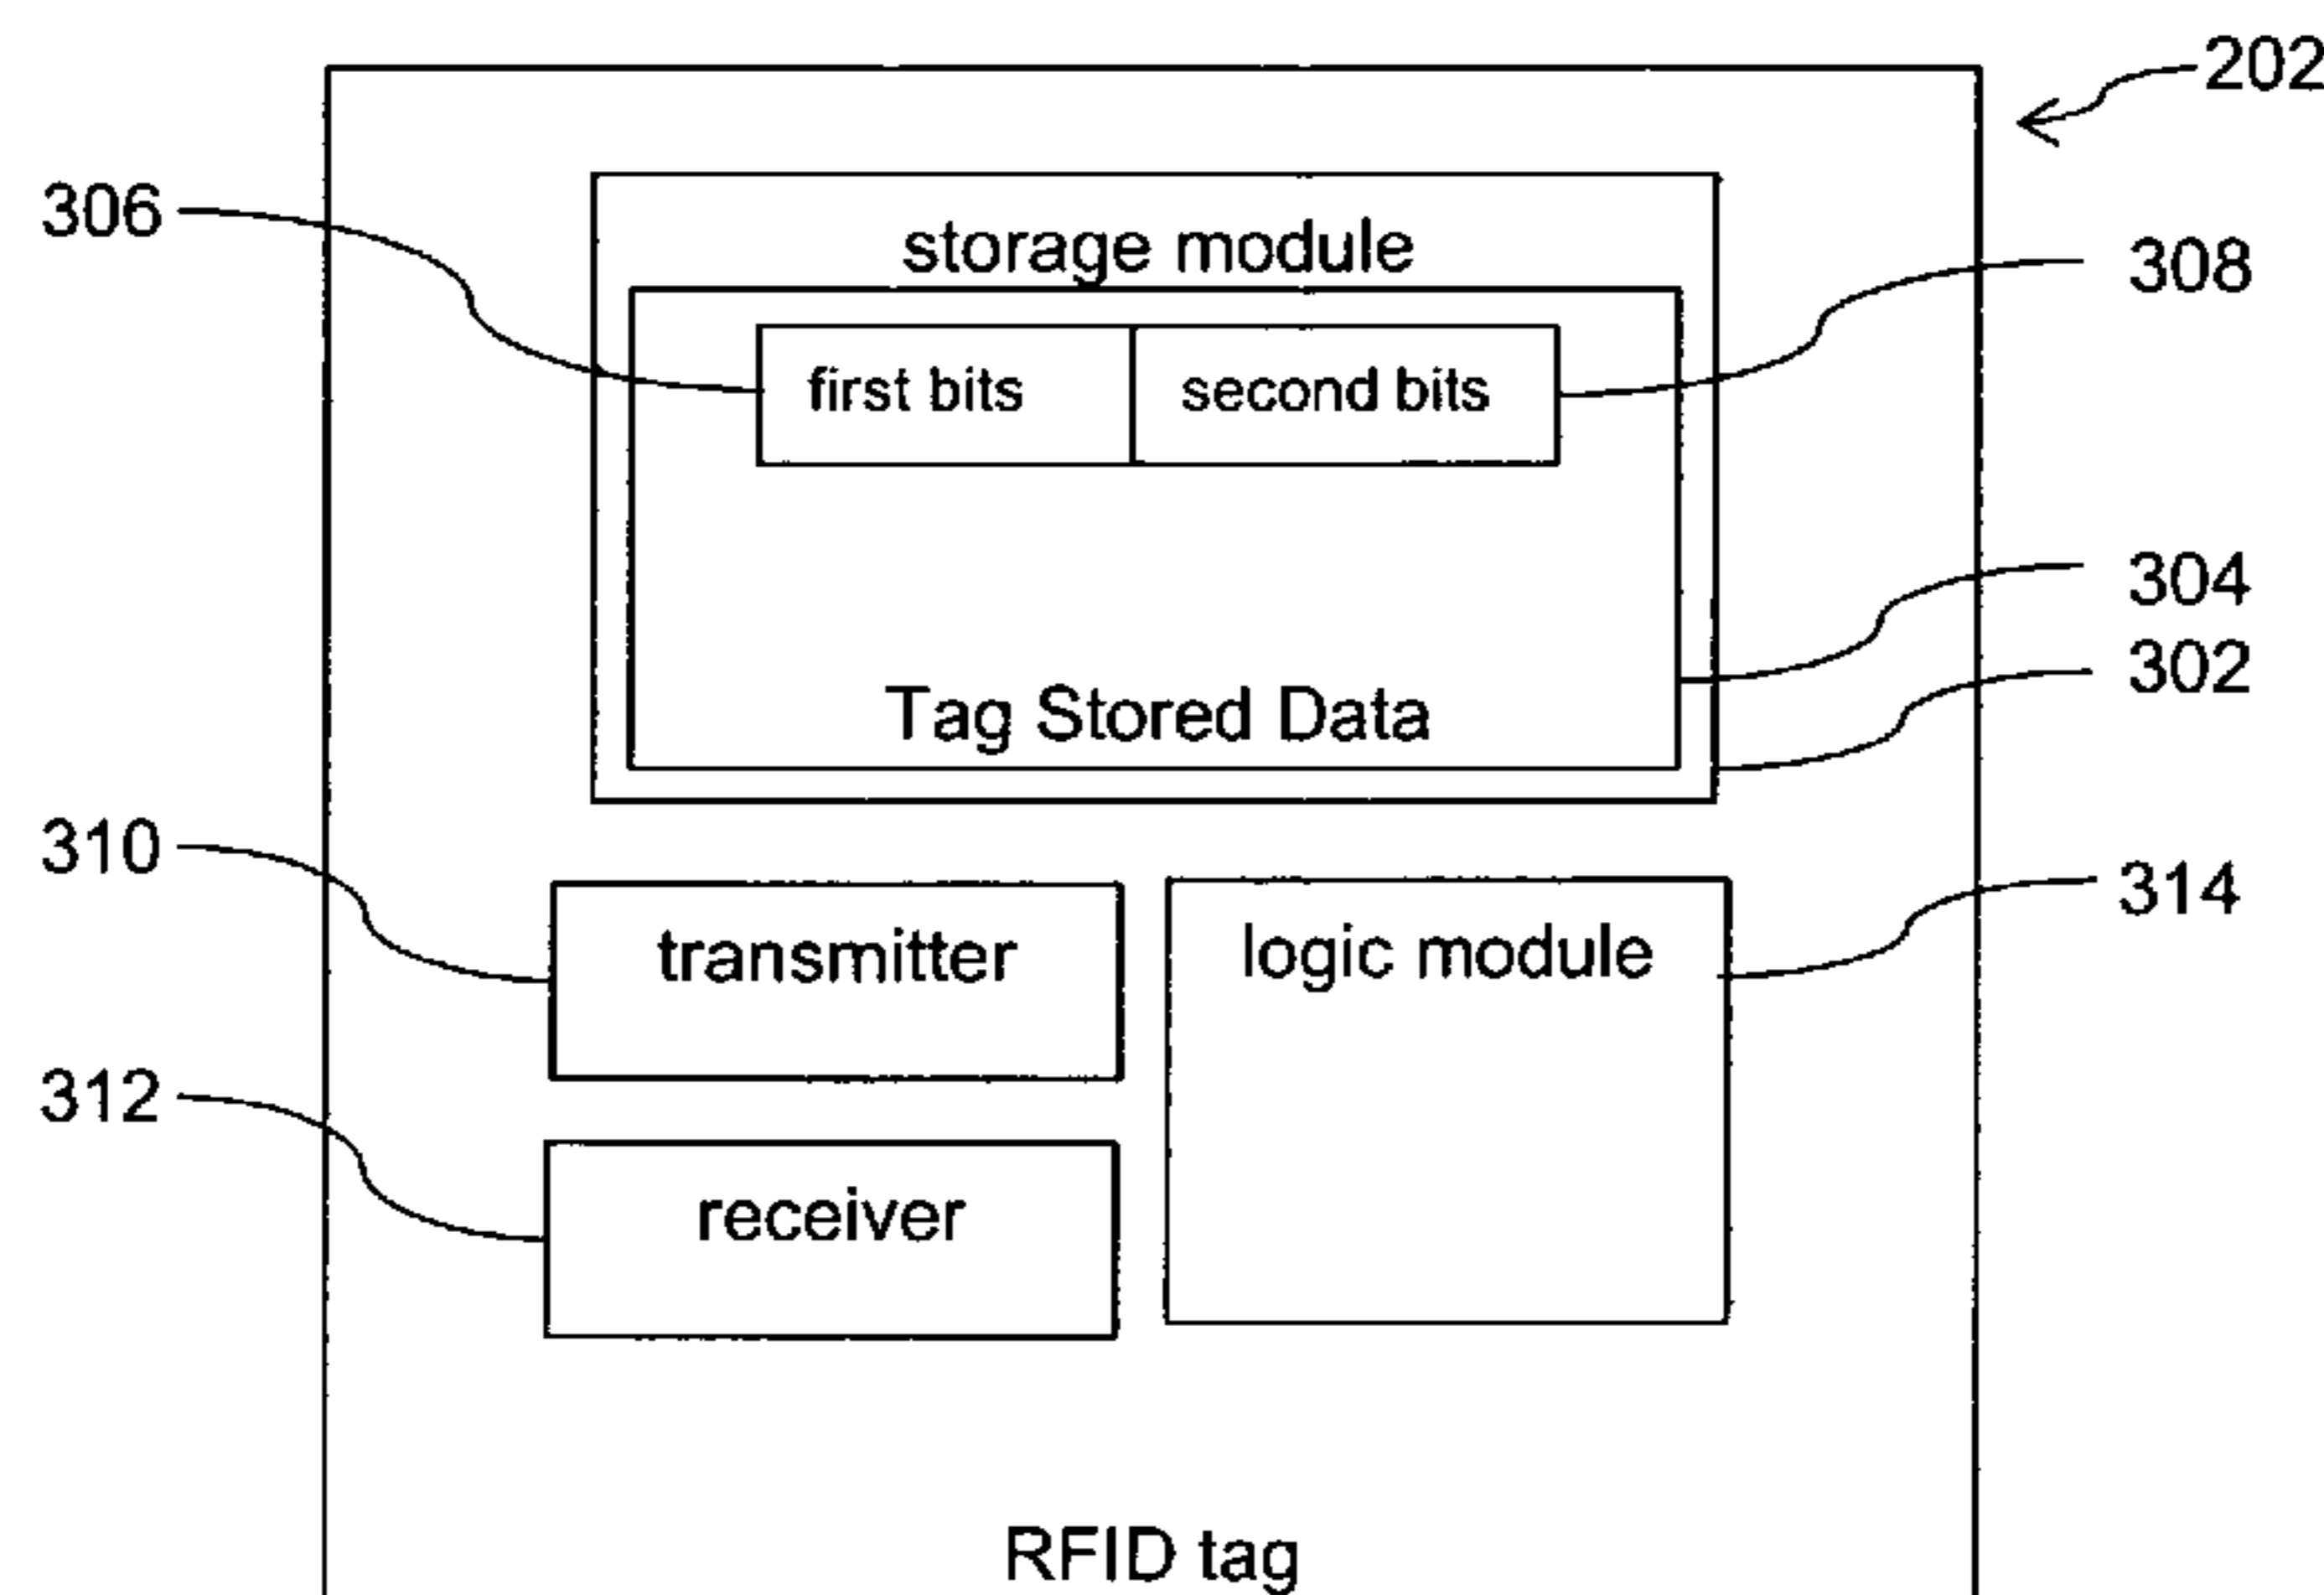 202
306
storage module
308
first bits second bits
304
302
Tag Stored Data
310
314
transmitter
logic module
312
receiver
RFID tag